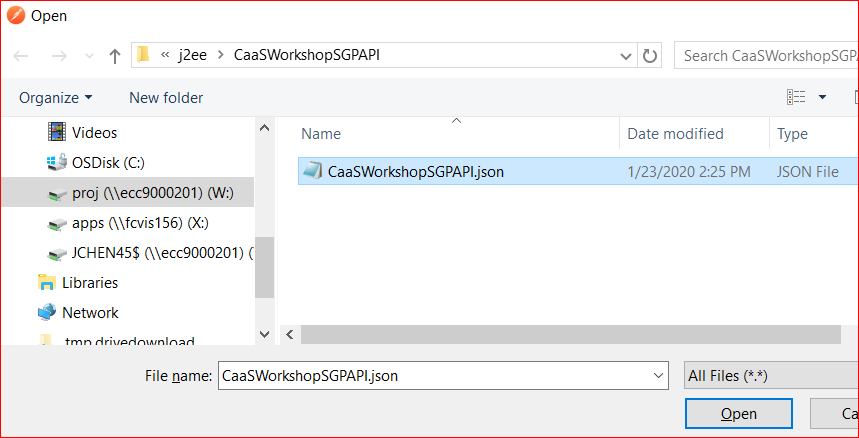 Open
« j2ee > CaaSWorkshopSGPAPI
Search CaaSWorkshopSGPA
Organize
New folder
Videos
OSDisk (C:)
proj (\\ecc9000201) (W:)
apps (\\fcvis156) (X:)
JCHEN45$ (\\ecc9000201) (
Libraries
Network
.tmp.drivedownload
Name
Date modified
Type
CaaSWorkshopSGPAPI.json
1/23/2020 2:25 PM
JSON File
File name:
CaaSWorkshopSGPAPI.json
All Files (*.*)
Open
Ca